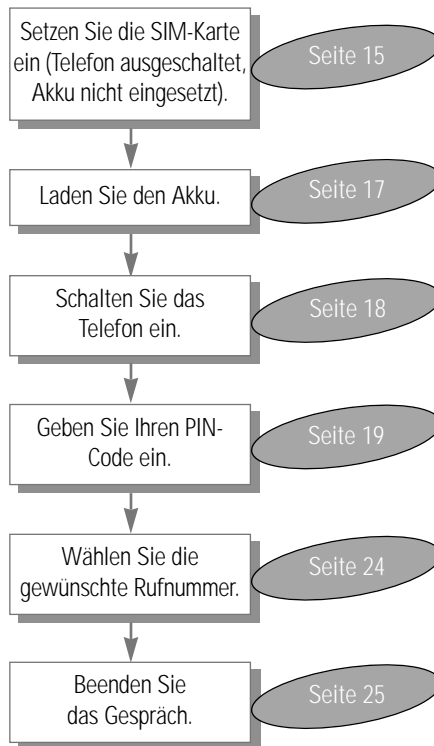 Setzen Sie die SIM-Karte
ein (Telefon ausgeschaltet,
Akku nicht eingesetzt).
Seite 15
Laden Sie den Akku.
Seite 17
Schalten Sie das
Telefon ein.
Seite 18
Geben Sie Ihren PIN-
Code ein.
Seite 19
Wählen Sie die
gewünschte Rufnummer.
Seite 24
Beenden Sie
das Gespräch.
Seite 25